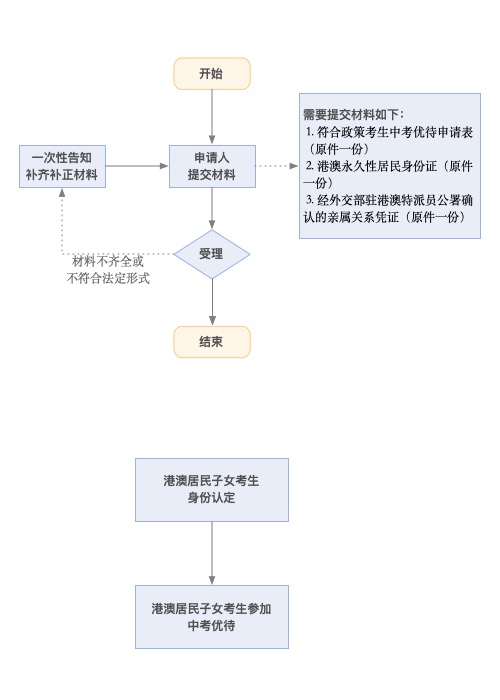 开始
需要提交材料如下：
1. 符合政策考生中考优待申请表
（原件一份）
2. 港澳永久性居民身份证（原件
一份）
3. 经外交部驻港澳特派员公署确
认的亲属关系凭证（原件一份）
一次性告知
补齐补正材料
申请人
提交材料
受理
材料不齐全或
不符合法定形式
结束
港澳居民子女考生
身份认定
港澳居民子女考生参加
中考优待